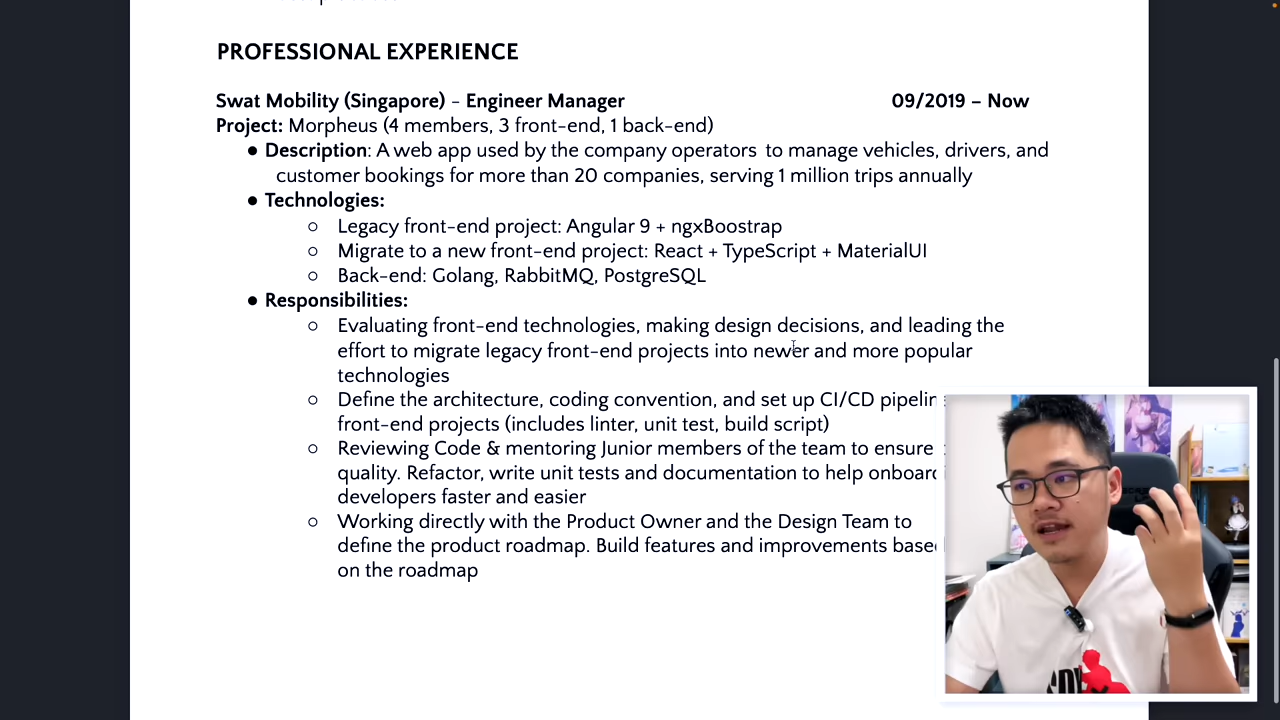 PROFESSIONAL EXPERIENCE
Swat Mobility (Singapore) – Engineer Manager 09/2019 – Now
Project: Morpheus (4 members, 3 front-end, 1 back-end)
● Description: A web app used by the company operators to manage vehicles, drivers, and
customer bookings for more than 20 companies, serving 1 million trips annually
● Technologies:
○ Legacy front-end project: Angular 9 + ngxBoostrap
○ Migrate to a new front-end project: React + TypeScript + MaterialUI
○ Back-end: Golang, RabbitMQ, PostgreSQL
● Responsibilities:
○ Evaluating front-end technologies, making design decisions, and leading the
effort to migrate legacy front-end projects into newer and more popular
technologies
○ Define the architecture, coding convention, and set up CI/CD
front-end projects (includes linter, unit test, build script)
○ Reviewing Code & mentoring Junior members of the team to ensure
quality. Refactor, write unit tests and documentation to help
developers faster and easier
○ Working directly with the Product Owner and the Design Team to
define the product roadmap. Build features and improvements
on the roadmap